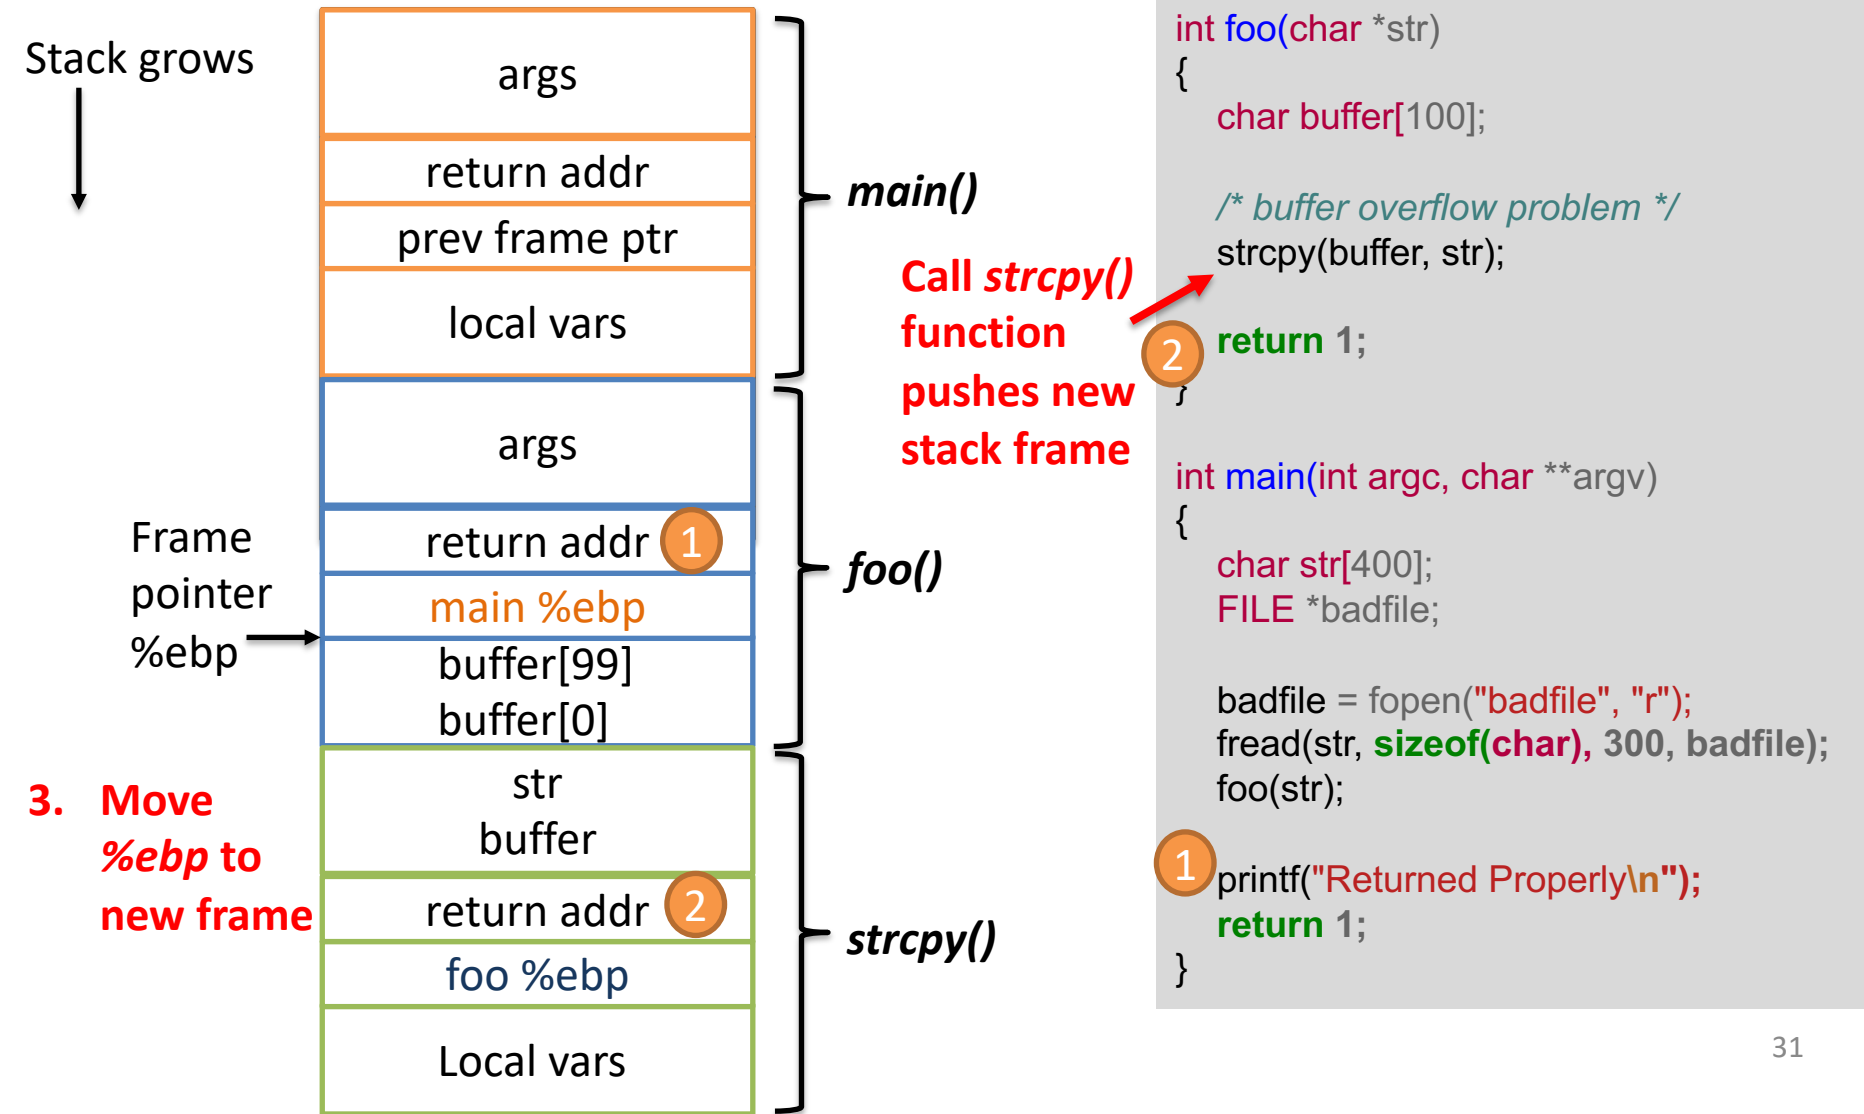 Stack grows
args
return addr
prev frame ptr
local vars
main()
args
return addr 1
main %ebp
buffer[99]
buffer[0]
foo()
Frame
pointer
%ebp
str
buffer
return addr 2
foo %ebp
Local vars
strcpy()
3. Move
%ebp to
new frame
Call strcpy()
function
pushes new
stack frame
int foo(char *str)
{
char buffer[100];
/* buffer overflow problem */
strcpy(buffer, str);
2 return 1;
}
int main(int argc, char **argv)
{
char str[400];
FILE *badfile;
badfile = fopen("badfile", "r");
fread(str, sizeof(char), 300, badfile);
foo(str);
1 printf("Returned Properly\n");
return 1;
}
31